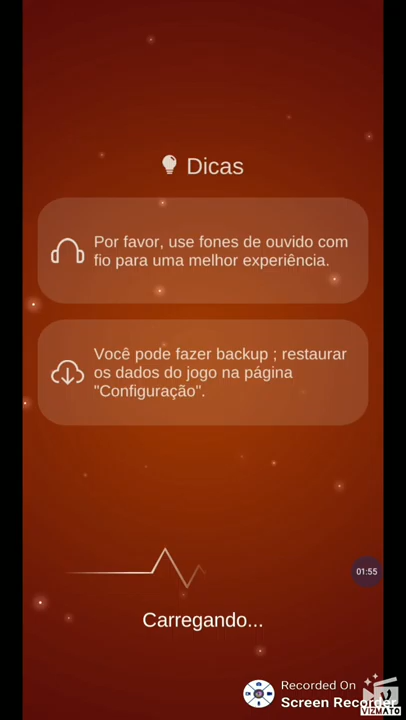 Dicas
Por favor, use fones de ouvido com
fio para uma melhor experiência.
Você pode fazer backup ; restaurar
os dados do jogo na página
"Configuração".
01:55
Carregando...
Recorded On
Screen Recorder
VIZMATO